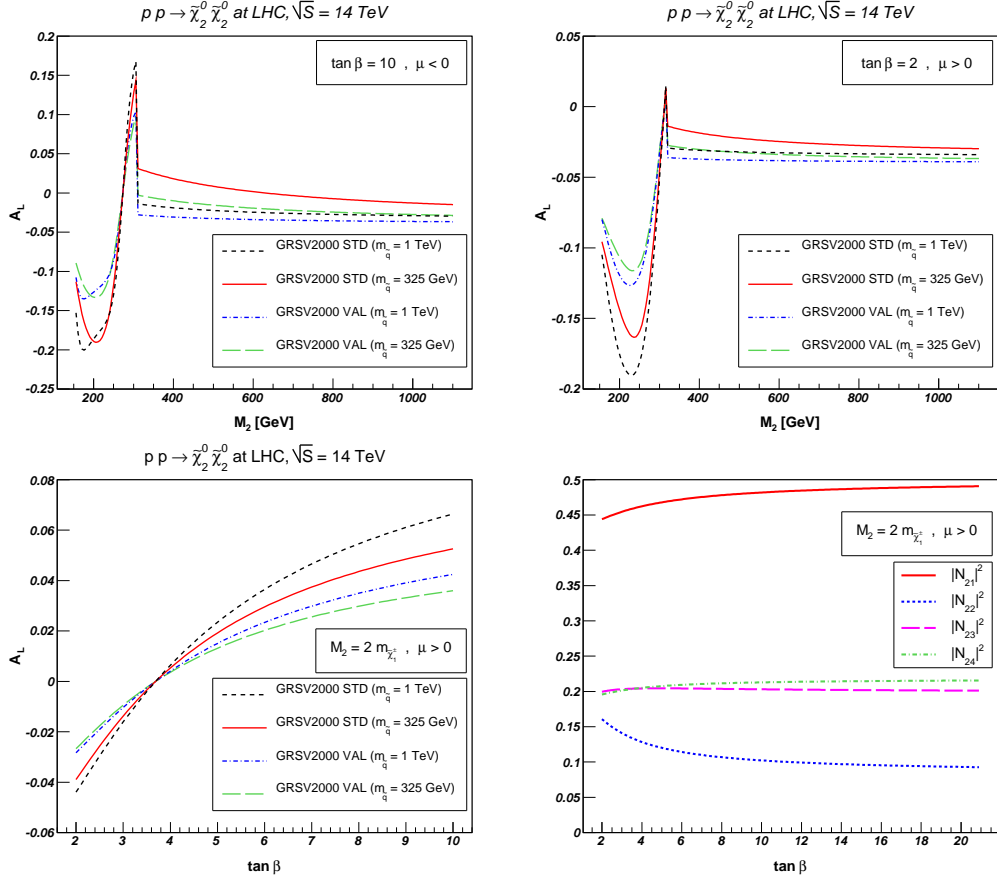 p p → χ̃₂⁰ χ̃₂⁰ at LHC, √S = 14 TeV
tan β = 10 , μ < 0
0.2
0.15
0.1
0.05
0
-0.05
-0.1
-0.15
-0.2
-0.25
A_L
GRSV2000 STD (m_q̃ = 1 TeV)
GRSV2000 STD (m_q̃ = 325 GeV)
GRSV2000 VAL (m_q̃ = 1 TeV)
GRSV2000 VAL (m_q̃ = 325 GeV)
200 400 600 800 1000
M₂ [GeV]
p p → χ̃₂⁰ χ̃₂⁰ at LHC, √S = 14 TeV
tan β = 2 , μ > 0
0.05
0
-0.05
-0.1
-0.15
-0.2
A_L
GRSV2000 STD (m_q̃ = 1 TeV)
GRSV2000 STD (m_q̃ = 325 GeV)
GRSV2000 VAL (m_q̃ = 1 TeV)
GRSV2000 VAL (m_q̃ = 325 GeV)
200 400 600 800 1000
M₂ [GeV]
p p → χ̃₂⁰ χ̃₂⁰ at LHC, √S = 14 TeV
0.08
0.06
0.04
0.02
0
-0.02
-0.04
-0.06
A_L
M₂ = 2 m_χ̃₁± , μ > 0
GRSV2000 STD (m_q̃ = 1 TeV)
GRSV2000 STD (m_q̃ = 325 GeV)
GRSV2000 VAL (m_q̃ = 1 TeV)
GRSV2000 VAL (m_q̃ = 325 GeV)
2 3 4 5 6 7 8 9 10
tan β
0.5
0.45
0.4
0.35
0.3
0.25
0.2
0.15
0.1
0.05
0
M₂ = 2 m_χ̃₁± , μ > 0
|N₂₁|²
|N₂₂|²
|N₂₃|²
|N₂₄|²
2 4 6 8 10 12 14 16 18 20
tan β